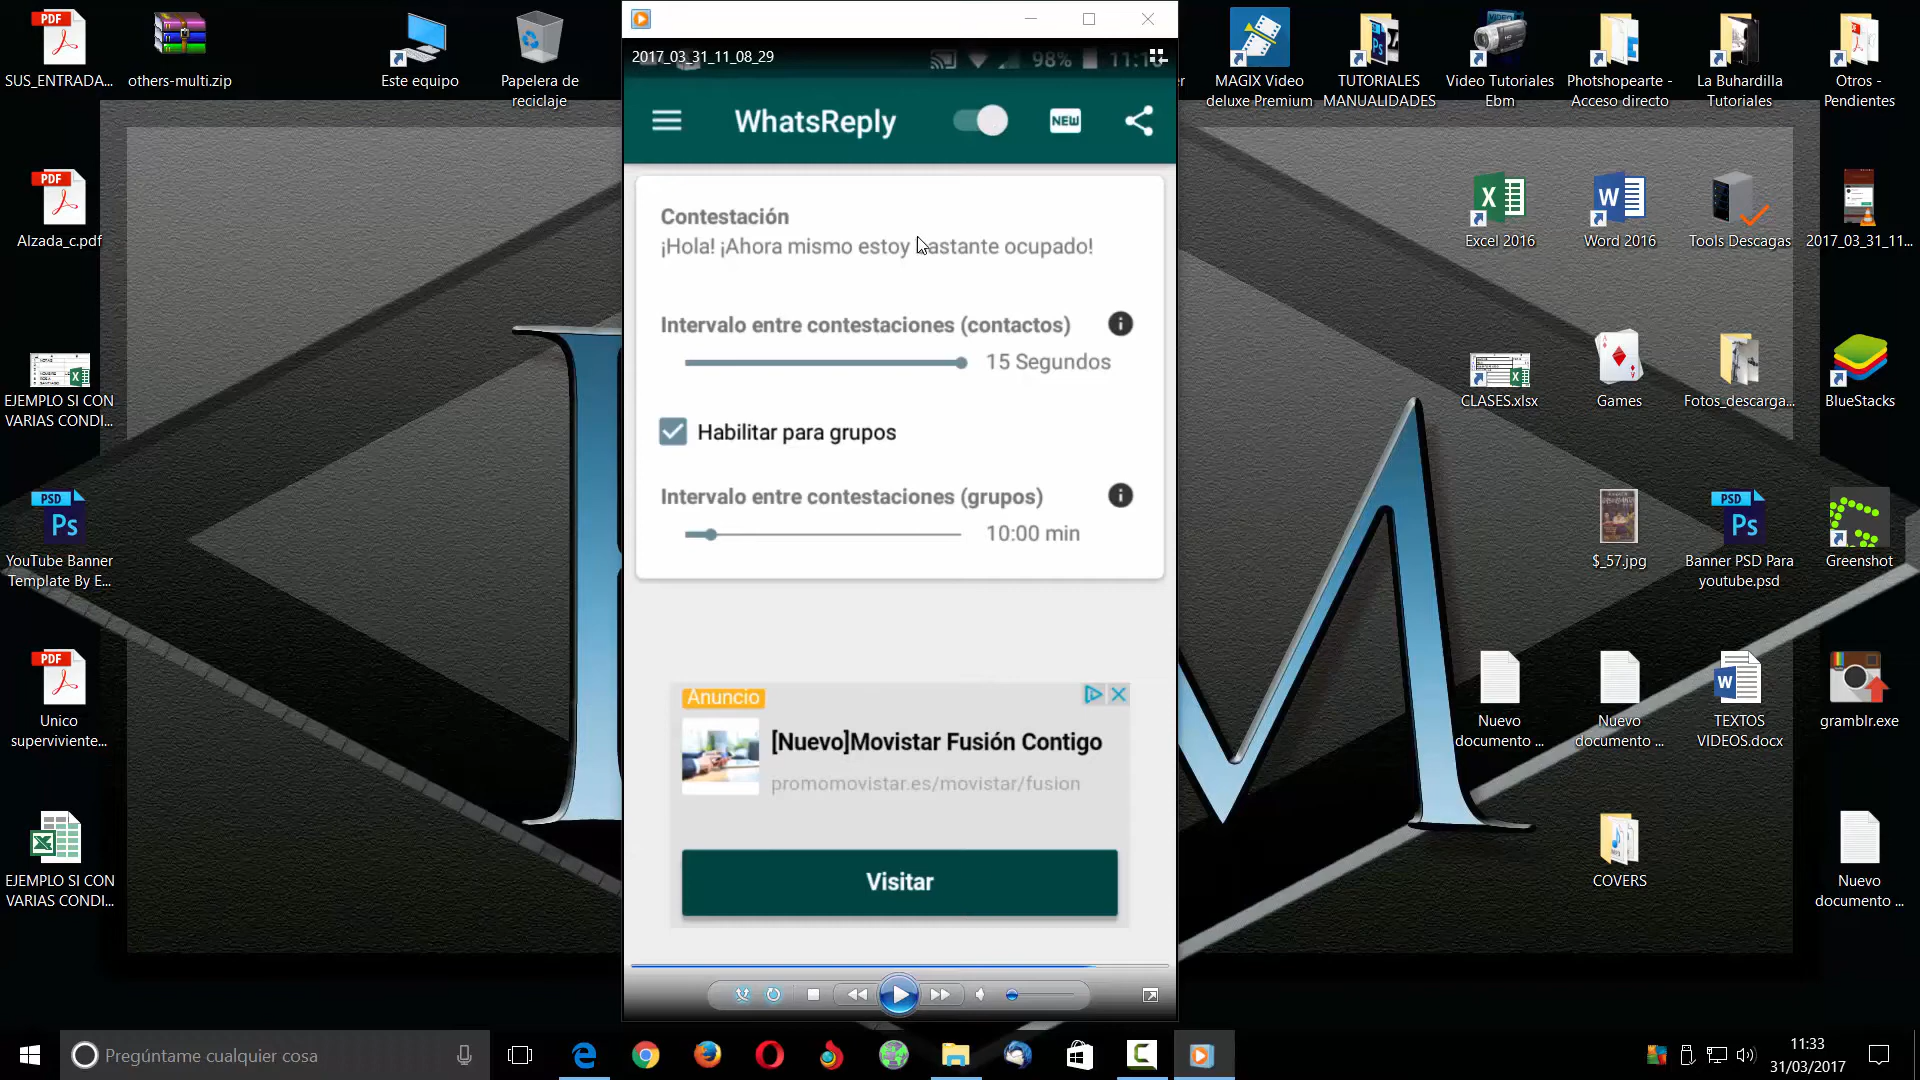 SUS_ENTRADA...
others-multi.zip
Este equipo
Papelera de
reciclaje
2017_03_31_11_08_29
98%
MAGIX Video
deluxe Premium
TUTORIALES
MANUALIDADES
Video Tutoriales
Ebm
Photshopearte -
Acceso directo
La Buhardilla
Tutoriales
Otros -
Pendientes
WhatsReply
NEW
Contestación
¡Hola! ¡Ahora mismo estoy bastante ocupado!
Intervalo entre contestaciones (contactos)
15 Segundos
Habilitar para grupos
Intervalo entre contestaciones (grupos)
10:00 min
Anuncio
[Nuevo]Movistar Fusión Contigo
promomovistar.es/movistar/fusion
Visitar
PDF
Alzada_c.pdf
EJEMPLO SI CON
VARIAS CONDI...
PSD
Ps
YouTube Banner
Template By E...
PDF
Unico
superviviente...
EJEMPLO SI CON
VARIAS CONDI...
Excel 2016
Word 2016
Tools Descagas
2017_03_31_11...
CLASES.xlsx
Games
Fotos_descarga...
BlueStacks
$_57.jpg
PSD
Ps
Banner PSD Para
youtube.psd
Greenshot
Nuevo
documento ...
Nuevo
documento ...
TEXTOS
VIDEOS.docx
gramblr.exe
COVERS
Nuevo
documento ...
Pregúntame cualquier cosa
11:33
31/03/2017